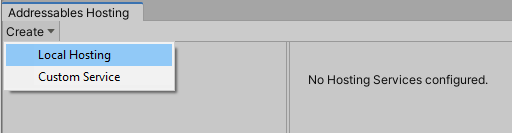 Addressables Hosting
Create
Local Hosting
Custom Service
No Hosting Services configured.